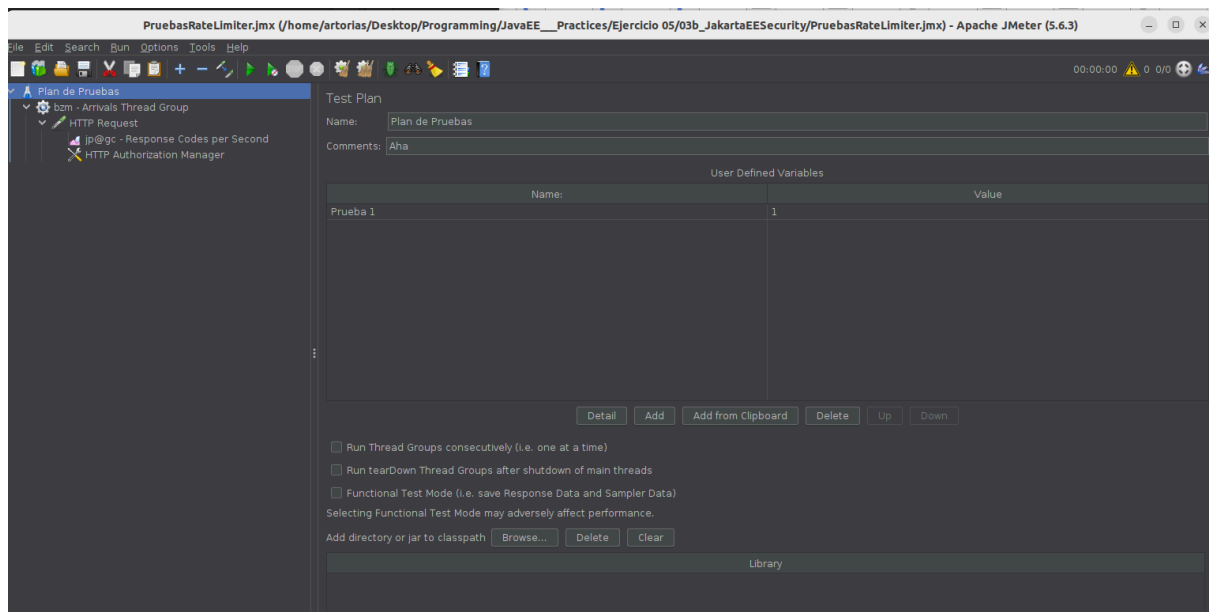 PruebasRateLimiter.jmx (/home/artorias/Desktop/Programming/JavaEE___Practices/Ejercicio 05/03b_JakartaEESecurity/PruebasRateLimiter.jmx) - Apache JMeter (5.6.3)
File Edit Search Run Options Tools Help
00:00:00 0 0/0
Plan de Pruebas
bzm - Arrivals Thread Group
HTTP Request
jp@gc - Response Codes per Second
HTTP Authorization Manager
Test Plan
Name: Plan de Pruebas
Comments: Aha
User Defined Variables
Name: Value
Prueba 1 1
Detail Add Add from Clipboard Delete Up Down
Run Thread Groups consecutively (i.e. one at a time)
Run tearDown Thread Groups after shutdown of main threads
Functional Test Mode (i.e. save Response Data and Sampler Data)
Selecting Functional Test Mode may adversely affect performance.
Add directory or jar to classpath Browse... Delete Clear
Library